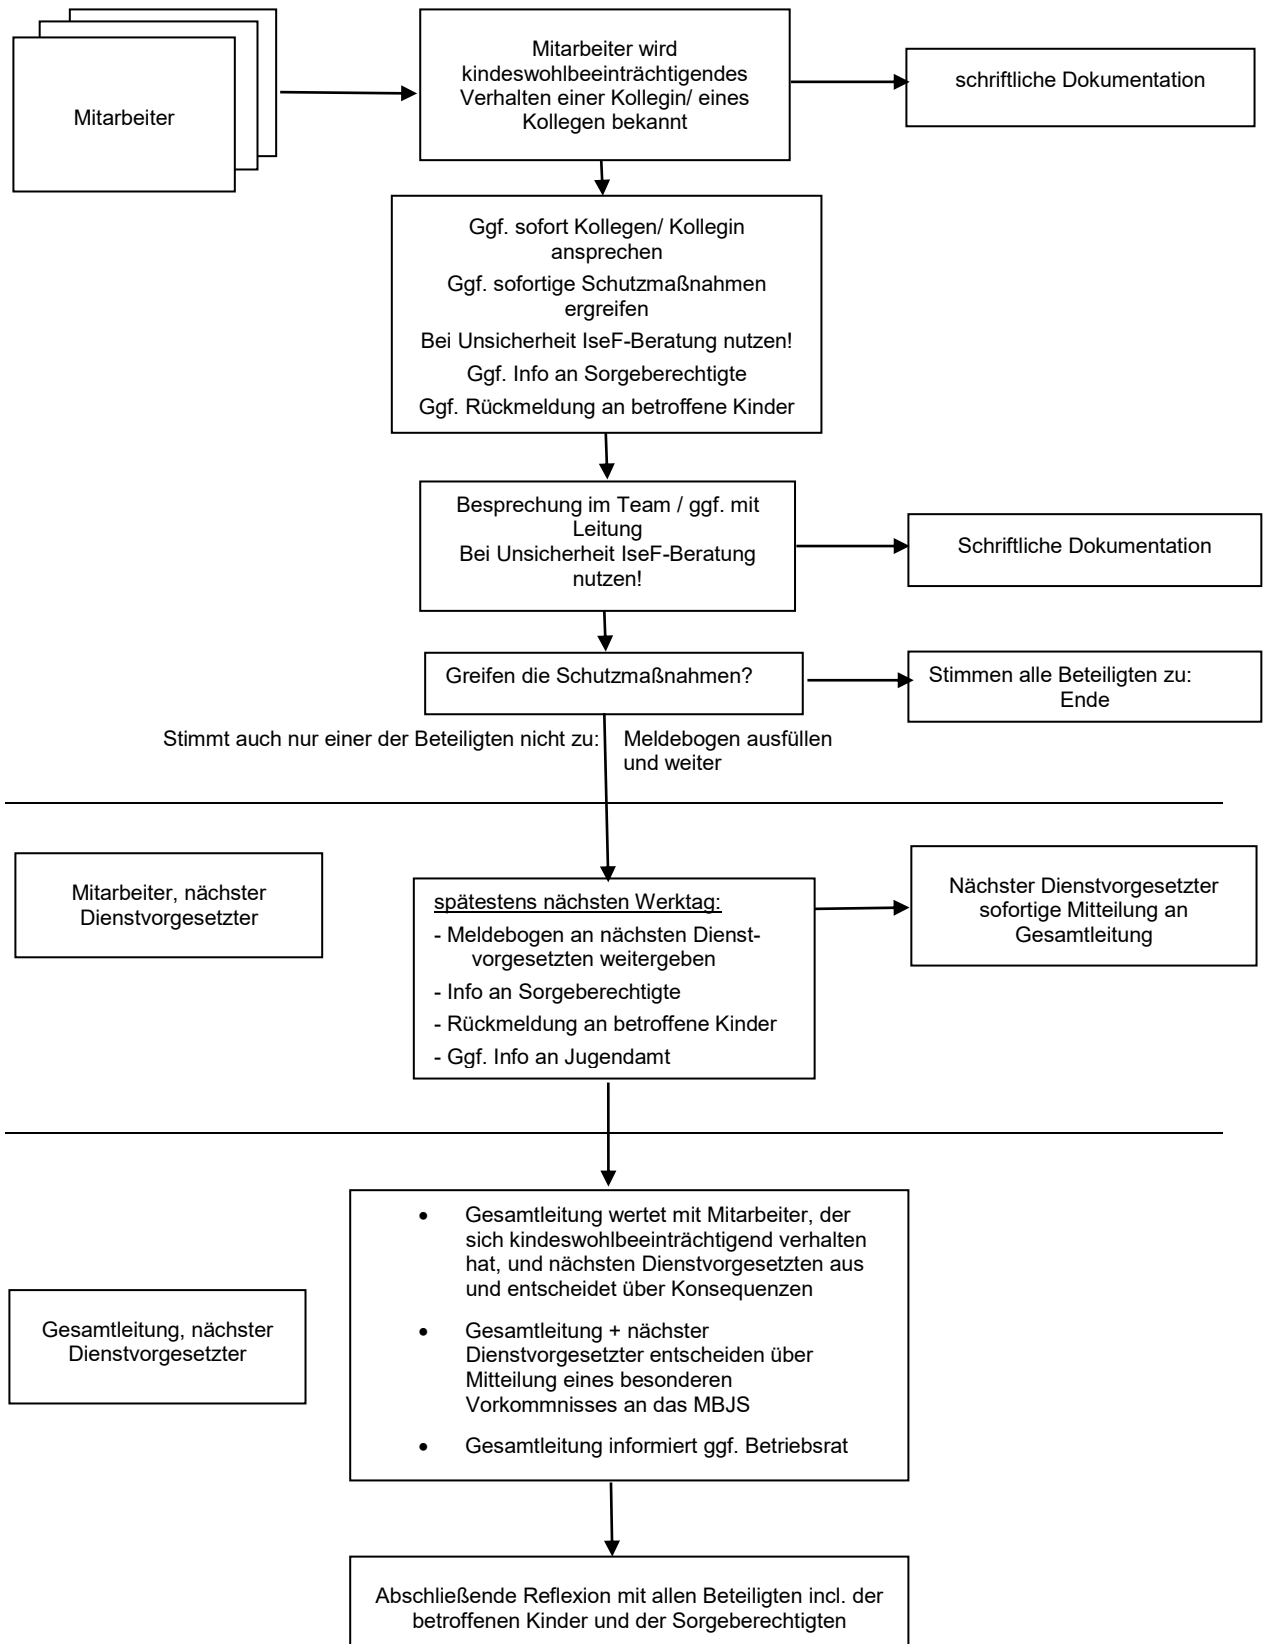 Mitarbeiter
Mitarbeiter wird
kindeswohlbeeinträchtigendes
Verhalten einer Kollegin/ eines
Kollegen bekannt
schriftliche Dokumentation
Ggf. sofort Kollegen/ Kollegin
ansprechen
Ggf. sofortige Schutzmaßnahmen
ergreifen
Bei Unsicherheit IseF-Beratung nutzen!
Ggf. Info an Sorgeberechtigte
Ggf. Rückmeldung an betroffene Kinder
Besprechung im Team / ggf. mit
Leitung
Bei Unsicherheit IseF-Beratung
nutzen!
Schriftliche Dokumentation
Greifen die Schutzmaßnahmen?
Stimmen alle Beteiligten zu:
Ende
Stimmt auch nur einer der Beteiligten nicht zu:
Meldebogen ausfüllen
und weiter
Mitarbeiter, nächster
Dienstvorgesetzter
spätestens nächsten Werktag:
- Meldebogen an nächsten Dienst-
vorgesetzten weitergeben
- Info an Sorgeberechtigte
- Rückmeldung an betroffene Kinder
- Ggf. Info an Jugendamt
Nächster Dienstvorgesetzter
sofortige Mitteilung an
Gesamtleitung
Gesamtleitung, nächster
Dienstvorgesetzter
• Gesamtleitung wertet mit Mitarbeiter, der
sich kindeswohlbeeinträchtigend verhalten
hat, und nächsten Dienstvorgesetzten aus
und entscheidet über Konsequenzen
• Gesamtleitung + nächster
Dienstvorgesetzter entscheiden über
Mitteilung eines besonderen
Vorkommnisses an das MBJS
• Gesamtleitung informiert ggf. Betriebsrat
Abschließende Reflexion mit allen Beteiligten incl. der
betroffenen Kinder und der Sorgeberechtigten